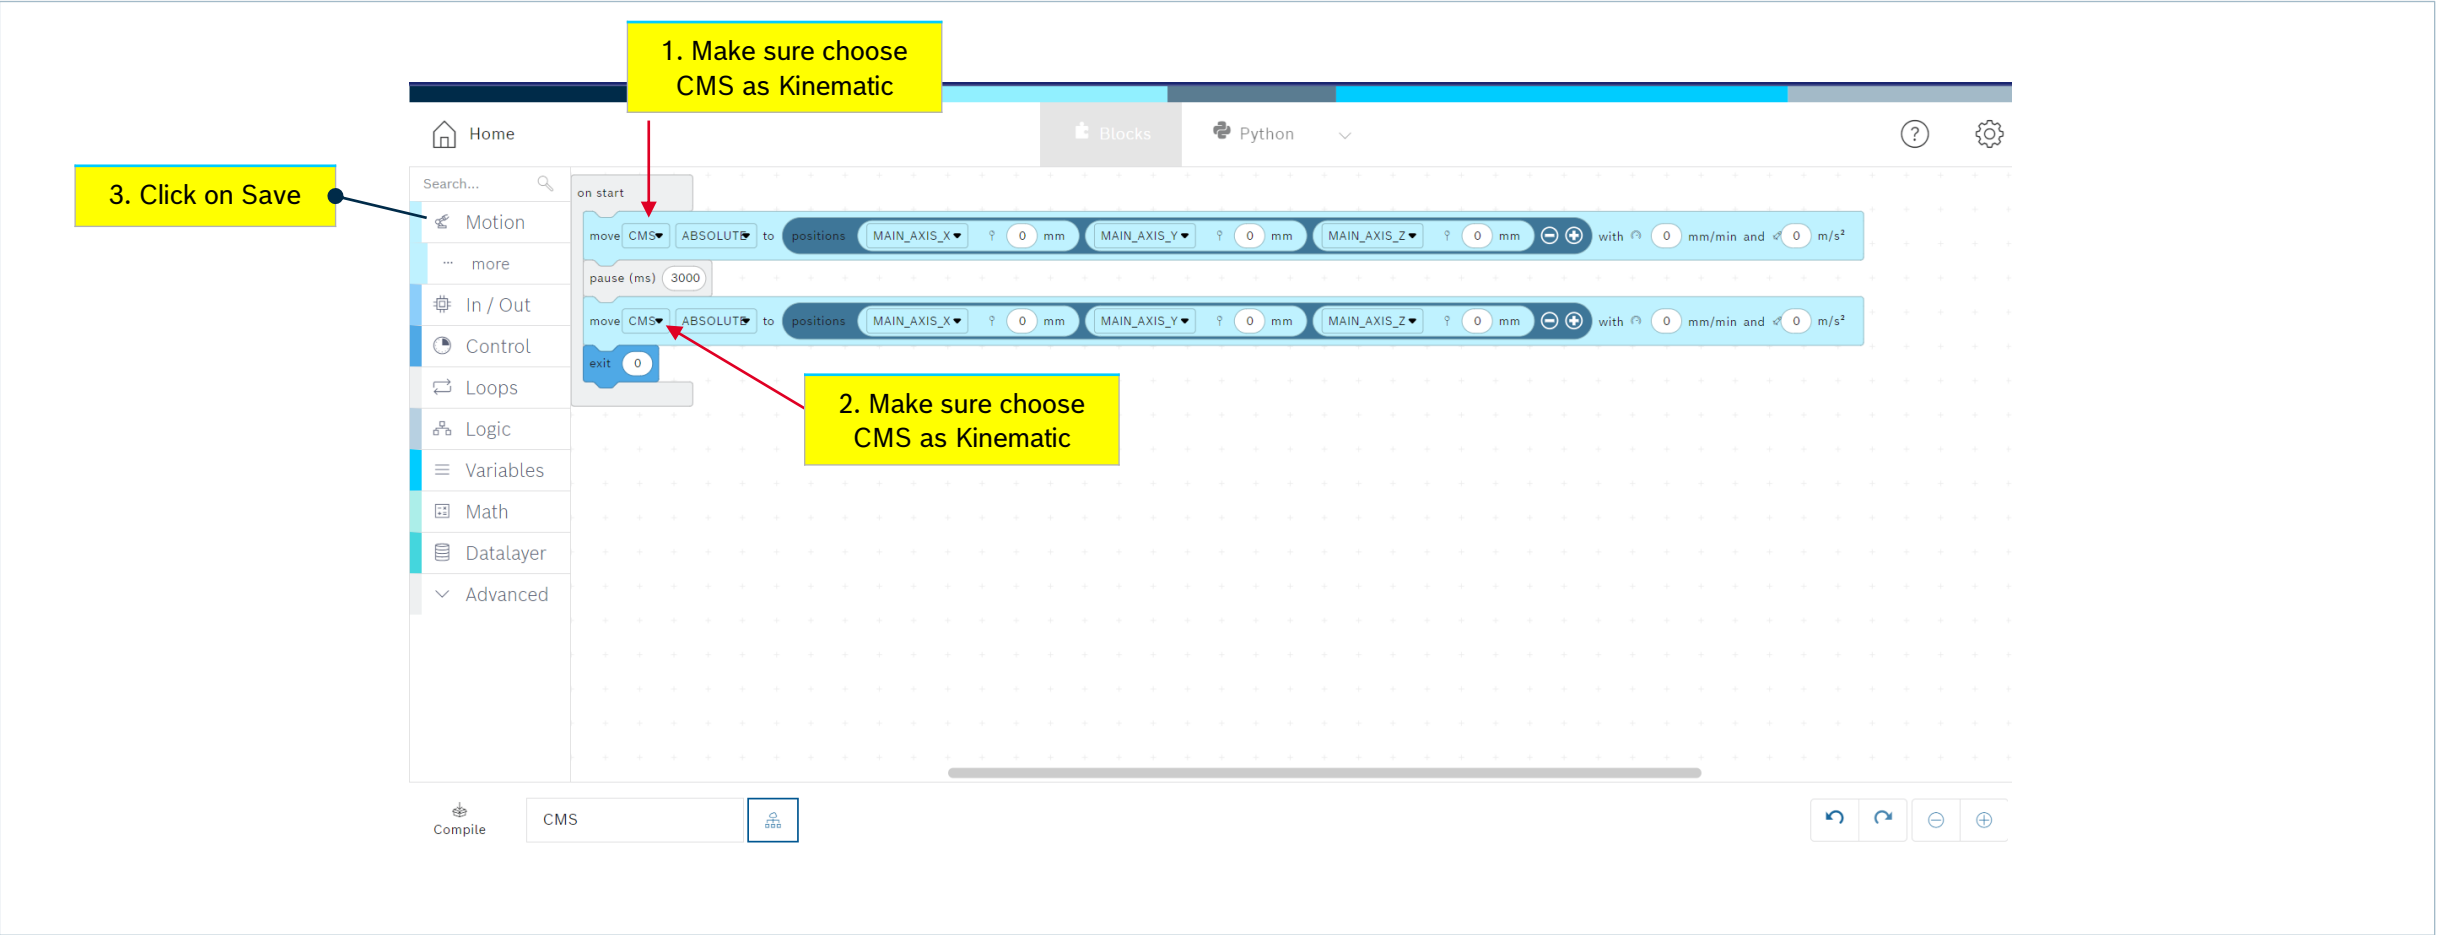 1. Make sure choose
CMS as Kinematic
Home
Blocks
Python
?
3. Click on Save
Search...
Motion
... more
In / Out
Control
Loops
Logic
Variables
Math
Datalayer
Advanced
on start
move CMS ABSOLUTE to positions MAIN_AXIS_X 0 mm MAIN_AXIS_Y 0 mm MAIN_AXIS_Z 0 mm with 0 mm/min and 0 m/s²
pause (ms) 3000
move CMS ABSOLUTE to positions MAIN_AXIS_X 0 mm MAIN_AXIS_Y 0 mm MAIN_AXIS_Z 0 mm with 0 mm/min and 0 m/s²
exit 0
2. Make sure choose
CMS as Kinematic
Compile
CMS